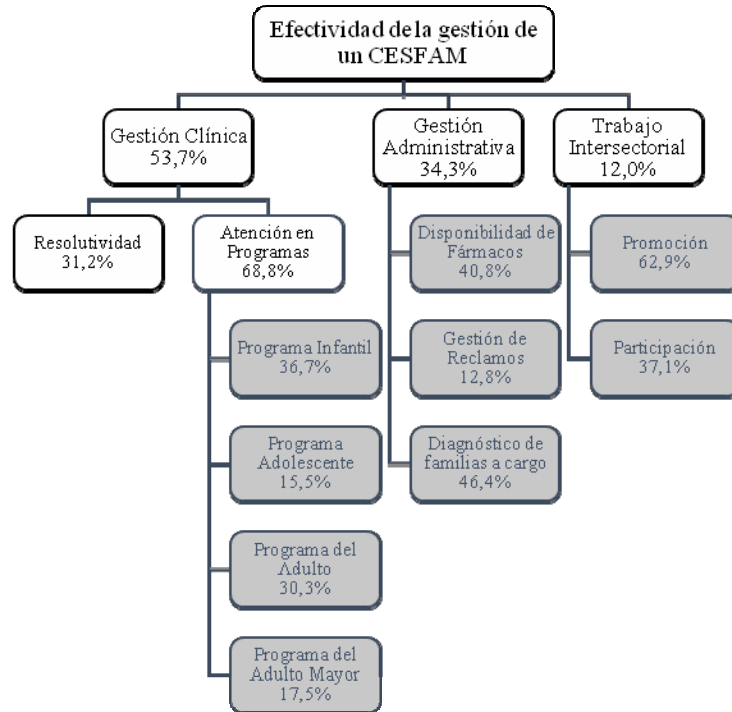 Efectividad de la gestión de
un CESFAM
Gestión Clínica
53,7%
Gestión
Administrativa
34,3%
Trabajo
Intersectorial
12,0%
Resolutividad
31,2%
Atención en
Programas
68,8%
Disponibilidad de
Fármacos
40,8%
Promoción
62,9%
Programa Infantil
36,7%
Gestión de
Reclamos
12,8%
Participación
37,1%
Programa
Adolescente
15,5%
Diagnóstico de
familias a cargo
46,4%
Programa del
Adulto
30,3%
Programa del
Adulto Mayor
17,5%